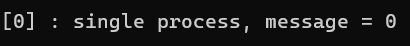 [0] : single process, message = 0